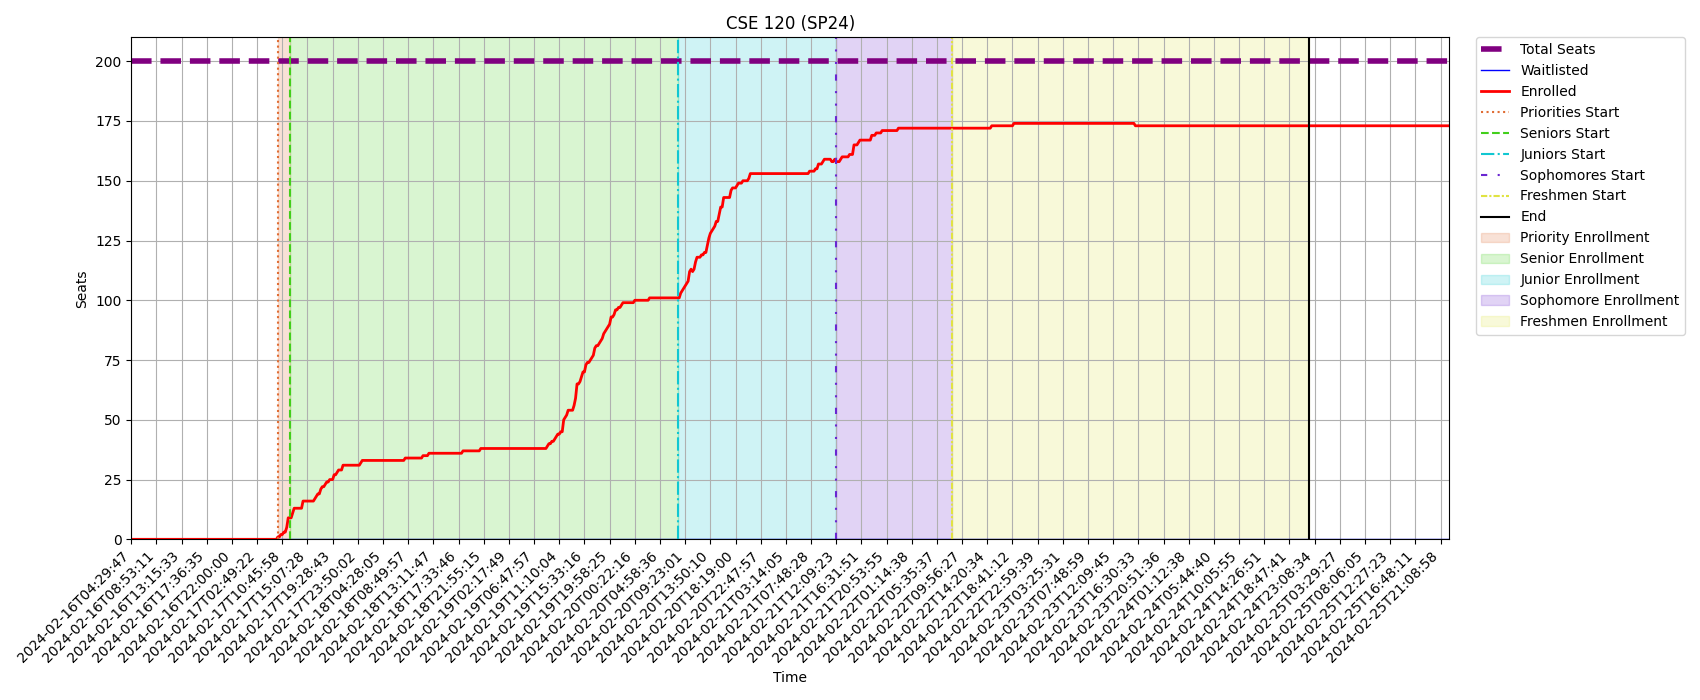 CSE 120 (SP24)
Seats
200
175
150
125
100
75
50
25
0
2024-02-16T04:29:47
2024-02-16T08:53:11
2024-02-16T13:15:33
2024-02-16T17:36:35
2024-02-16T22:00:00
2024-02-17T02:49:22
2024-02-17T10:45:58
2024-02-17T15:07:28
2024-02-17T19:28:43
2024-02-17T23:50:02
2024-02-18T04:28:05
2024-02-18T08:49:57
2024-02-18T13:11:47
2024-02-18T17:33:46
2024-02-18T21:55:15
2024-02-19T02:17:49
2024-02-19T06:47:57
2024-02-19T11:10:04
2024-02-19T15:33:16
2024-02-19T19:58:25
2024-02-20T00:22:16
2024-02-20T04:58:36
2024-02-20T09:23:01
2024-02-20T13:50:10
2024-02-20T18:19:00
2024-02-20T22:47:57
2024-02-21T03:14:05
2024-02-21T07:48:28
2024-02-21T12:09:23
2024-02-21T16:31:51
2024-02-21T20:53:55
2024-02-22T01:14:38
2024-02-22T05:35:37
2024-02-22T09:56:27
2024-02-22T14:20:34
2024-02-22T18:41:12
2024-02-22T22:59:39
2024-02-23T03:25:31
2024-02-23T07:48:59
2024-02-23T12:09:45
2024-02-23T16:30:33
2024-02-23T20:51:36
2024-02-24T01:12:38
2024-02-24T05:44:40
2024-02-24T10:05:55
2024-02-24T14:26:51
2024-02-24T18:47:41
2024-02-24T23:08:34
2024-02-25T03:29:27
2024-02-25T08:06:05
2024-02-25T12:27:23
2024-02-25T16:48:11
2024-02-25T21:08:58
Time
Total Seats
Waitlisted
Enrolled
Priorities Start
Seniors Start
Juniors Start
Sophomores Start
Freshmen Start
End
Priority Enrollment
Senior Enrollment
Junior Enrollment
Sophomore Enrollment
Freshmen Enrollment